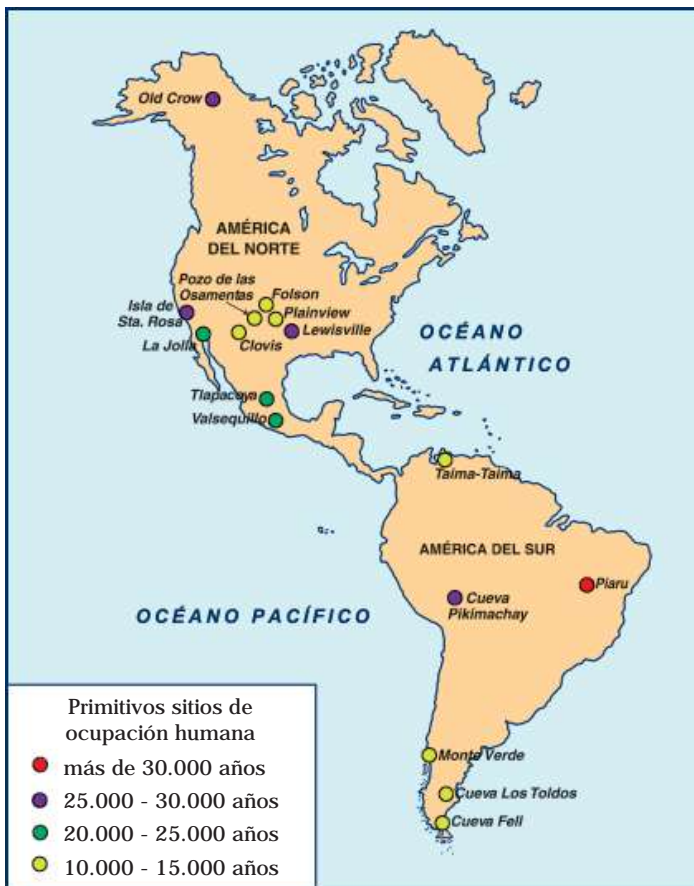 Old Crow
AMÉRICA
DEL NORTE
Pozo de las
Osamentas
Folson
Plainview
Isla de
Sta. Rosa
Lewisville
La Jolla
Clovis
OCÉANO
ATLÁNTICO
Tlapacoya
Valsequillo
Taima-Taima
AMÉRICA DEL SUR
Piaru
Cueva
Pikimachay
OCÉANO PACÍFICO
Monte Verde
Cueva Los Toldos
Cueva Fell
Primitivos sitios de
ocupación humana
más de 30.000 años
25.000 - 30.000 años
20.000 - 25.000 años
10.000 - 15.000 años